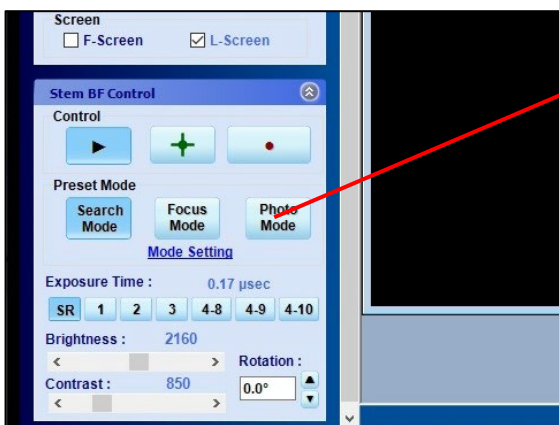 Screen
F-Screen L-Screen
Stem BF Control
Control
Preset Mode
Search Mode Focus Mode Photo Mode
Mode Setting
Exposure Time : 0.17 µsec
SR 1 2 3 4-8 4-9 4-10
Brightness : 2160
Rotation :
Contrast : 850
0.0°